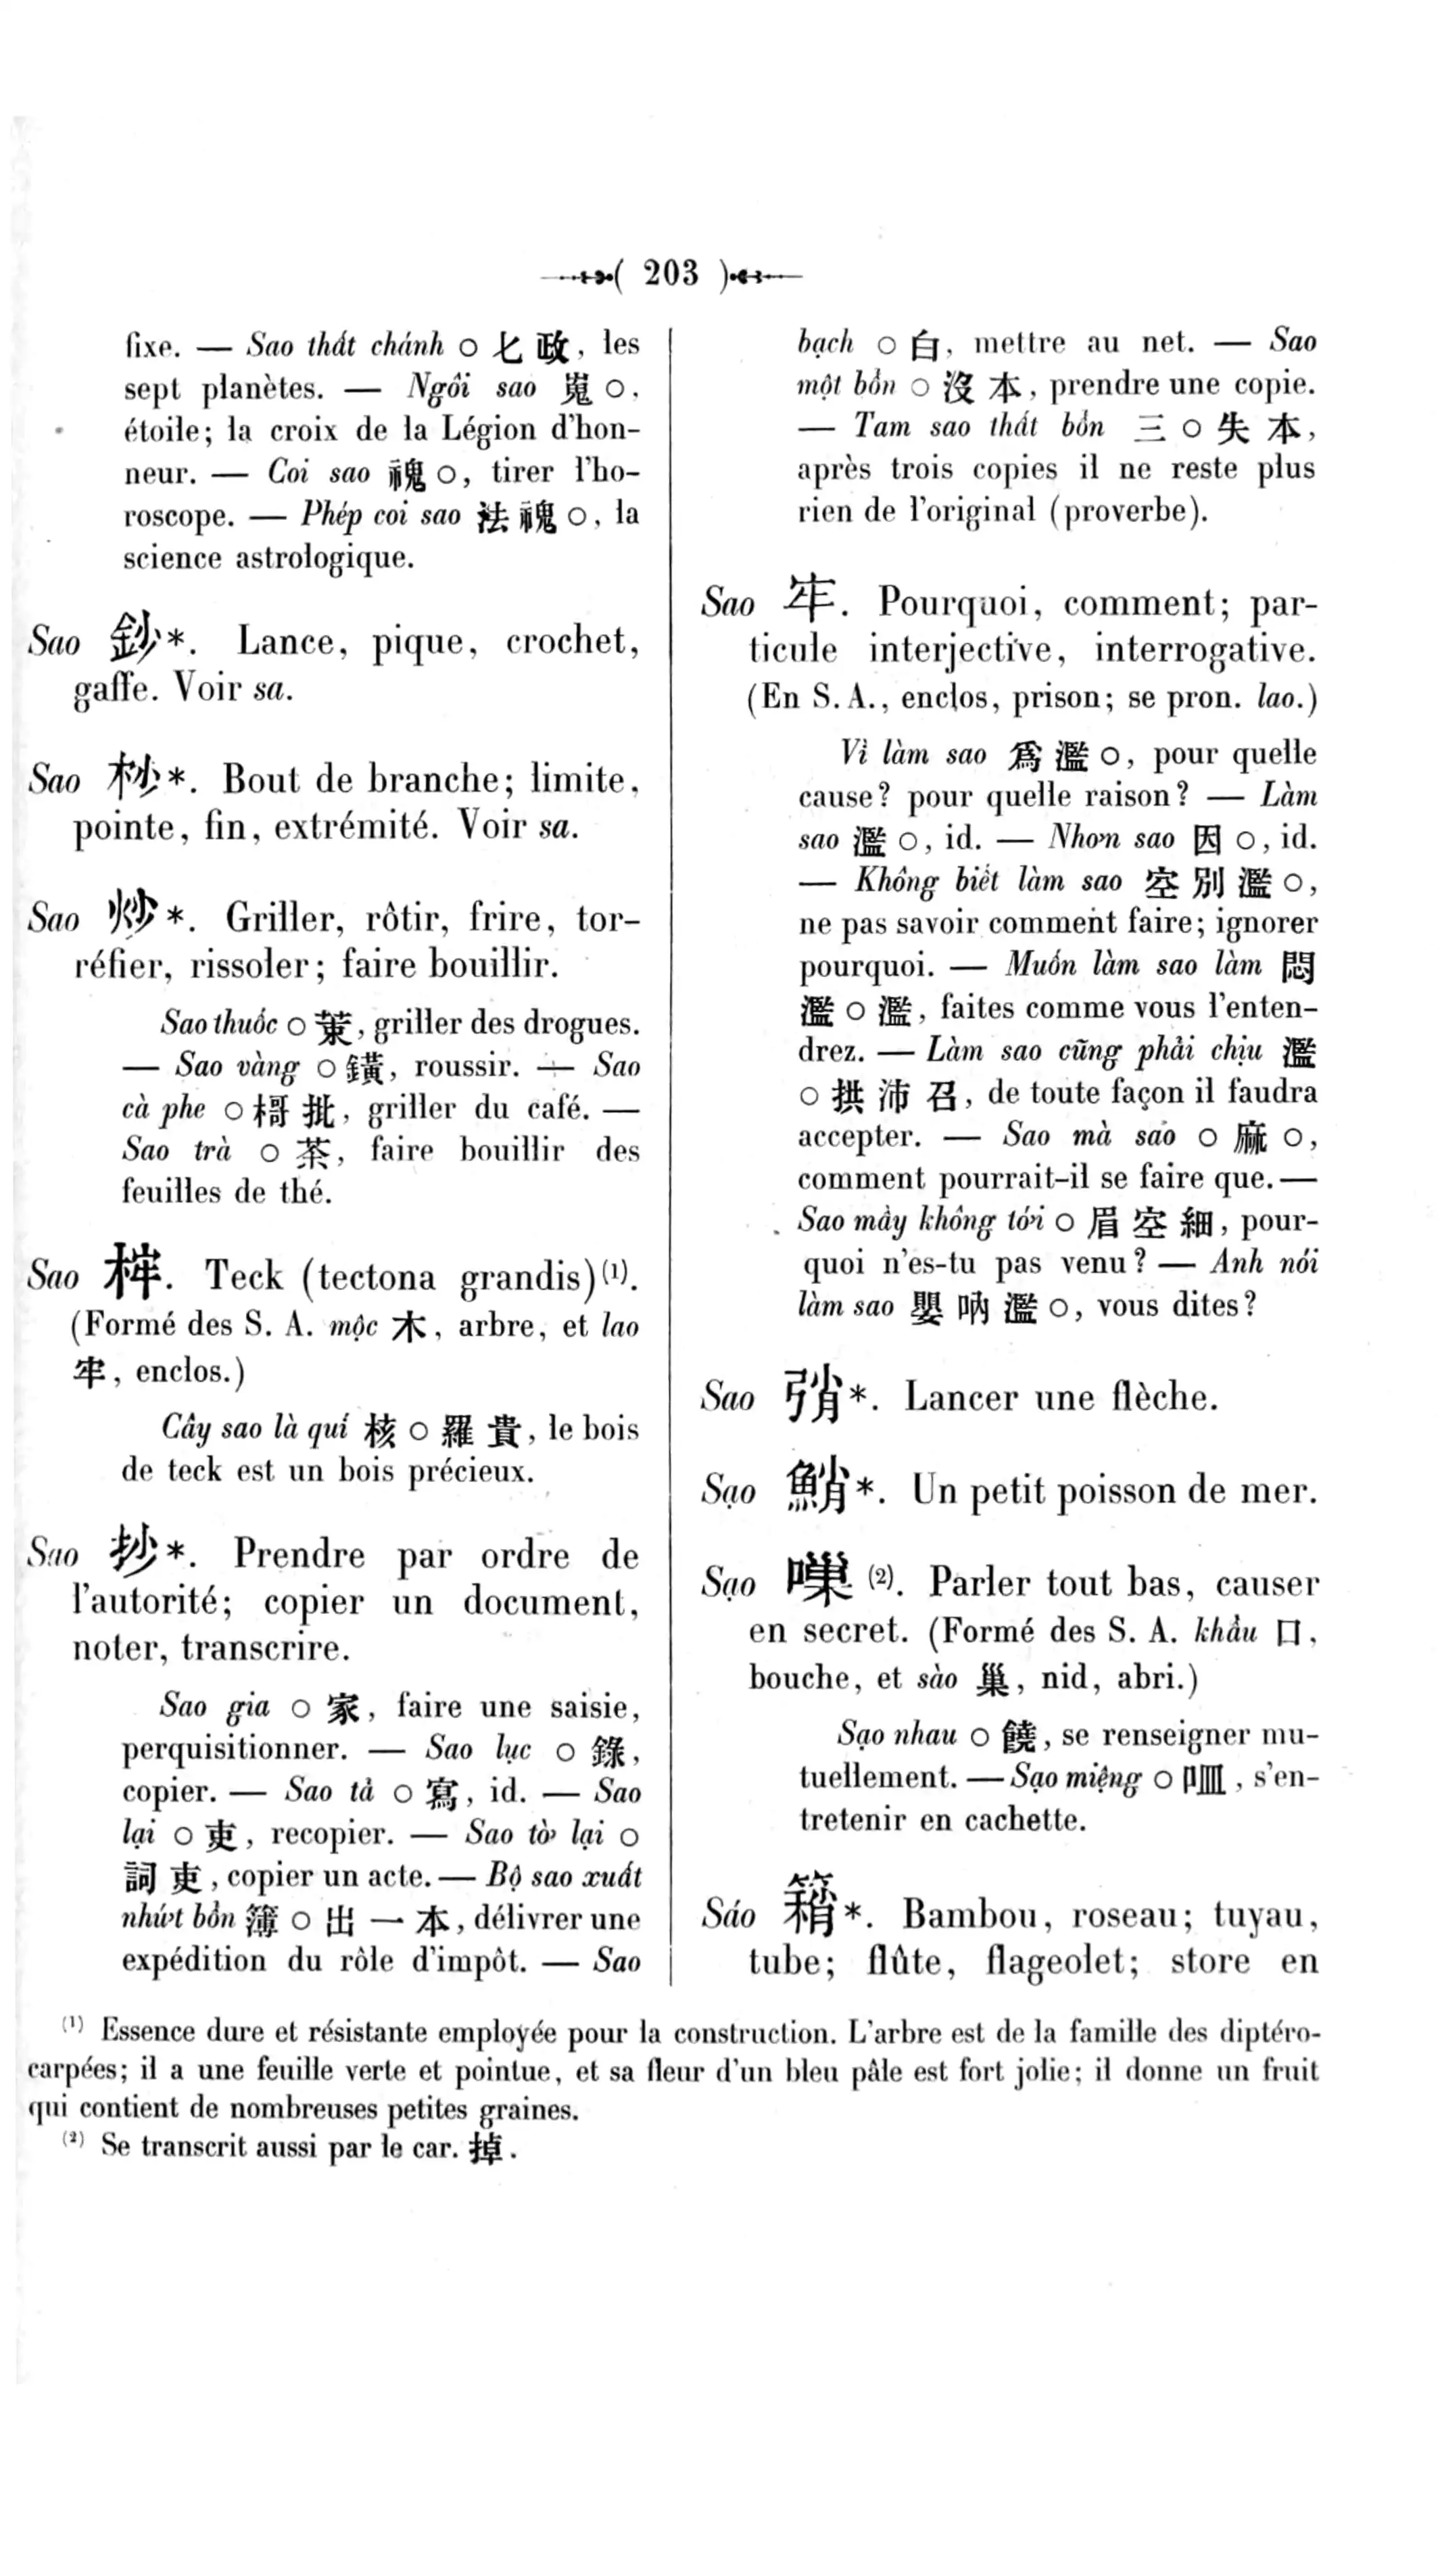 ( 203 )
fixe. — Sao thất chánh ○ 七 政, les
sept planètes. — Ngôi sao 嵬 ○,
étoile; la croix de la Légion d'hon-
neur. — Coi sao ○, tirer l'ho-
roscope. — Phép coi sao 法 ○, la
science astrologique.
Sao 鈔*. Lance, pique, crochet,
gaffe. Voir sa.
Sao 杪*. Bout de branche; limite,
pointe, fin, extrémité. Voir sa.
Sao 炒*. Griller, rôtir, frire, tor-
réfier, rissoler; faire bouillir.
Sao thuốc ○, griller des drogues.
— Sao vàng ○ 鐄, roussir. — Sao
cà phe ○ 批, griller du café. —
Sao trà ○ 茶, faire bouillir des
feuilles de thé.
Sao. Teck (tectona grandis)(1).
(Formé des S. A. mộc 木, arbre, et lao
牢, enclos.)
Cây sao là quí 核 ○ 羅 貴, le bois
de teck est un bois précieux.
Sao 抄*. Prendre par ordre de
l'autorité; copier un document,
noter, transcrire.
Sao gia ○ 家, faire une saisie,
perquisitionner. — Sao lục ○ 錄,
copier. — Sao tả ○ 寫, id. — Sao
lại ○ 吏, recopier. — Sao tờ lại ○
詞 吏, copier un acte. — Bộ sao xuất
nhứt bổn 簿 ○ 出 一 本, délivrer une
expédition du rôle d'impôt. — Sao
bạch ○ 白, mettre au net. — Sao
một bổn ○ 沒 本, prendre une copie.
— Tam sao thất bổn 三 ○ 失 本,
après trois copies il ne reste plus
rien de l'original (proverbe).
Sao 牢. Pourquoi, comment; par-
ticule interjective, interrogative.
(En S. A., enclos, prison; se pron. lao.)
Vì làm sao 爲 濫 ○, pour quelle
cause? pour quelle raison? — Làm
sao 濫 ○, id. — Nhơn sao 因 ○, id.
— Không biết làm sao 空 別 濫 ○,
ne pas savoir comment faire; ignorer
pourquoi. — Muốn làm sao làm 悶
濫 ○ 濫, faites comme vous l'enten-
drez. — Làm sao cũng phải chịu 濫
○ 拱 沛 召, de toute façon il faudra
accepter. — Sao mà sao ○ 麻 ○,
comment pourrait-il se faire que. —
Sao mầy không tới ○ 眉 空 細, pour-
quoi n'es-tu pas venu? — Anh nói
làm sao 嬰 吶 濫 ○, vous dites?
Sao 弰*. Lancer une flèche.
Sạo 鮹*. Un petit poisson de mer.
Sạo 嘄 (2). Parler tout bas, causer
en secret. (Formé des S. A. khẩu 口,
bouche, et sào 巢, nid, abri.)
Sạo nhau ○ 饒, se renseigner mu-
tuellement. — Sạo miệng ○ 𠰘, s'en-
tretenir en cachette.
Sáo*. Bambou, roseau; tuyau,
tube; flûte, flageolet; store en
(1) Essence dure et résistante employée pour la construction. L'arbre est de la famille des diptéro-
carpées; il a une feuille verte et pointue, et sa fleur d'un bleu pâle est fort jolie; il donne un fruit
qui contient de nombreuses petites graines.
(2) Se transcrit aussi par le car. 掉.